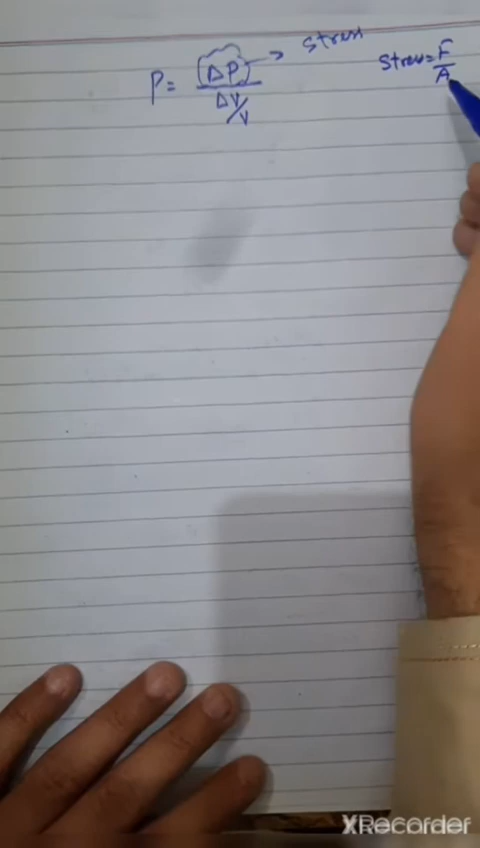 P = (ΔP) / ΔV/V → stress
stress = F/A
XRecorder